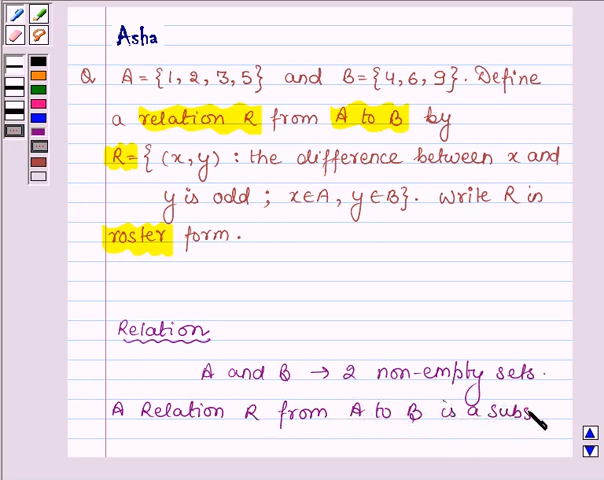 Asha
Q A = {1, 2, 3, 5} and B = {4, 6, 9}. Define
a relation R from A to B by
R = { (x, y) : the difference between x and
y is odd ; x ∈ A, y ∈ B}. Write R in
roster form.
Relation
A and B → 2 non-empty sets.
A Relation R from A to B is a subs